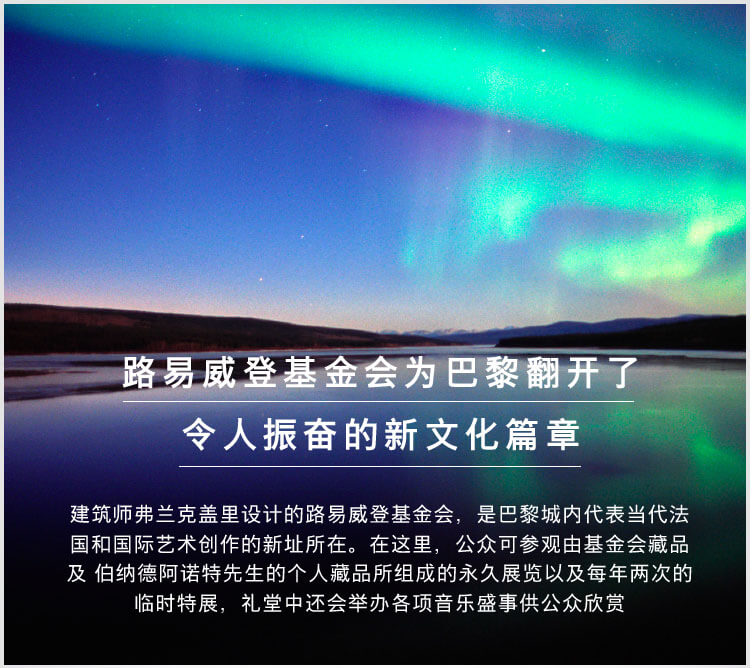 路易威登基金会为巴黎翻开了
令人振奋的新文化篇章
建筑师弗兰克盖里设计的路易威登基金会，是巴黎城内代表当代法
国和国际艺术创作的新址所在。在这里，公众可参观由基金会藏品
及 伯纳德阿诺特先生的个人藏品所组成的永久展览以及每年两次的
临时特展，礼堂中还会举办各项音乐盛事供公众欣赏